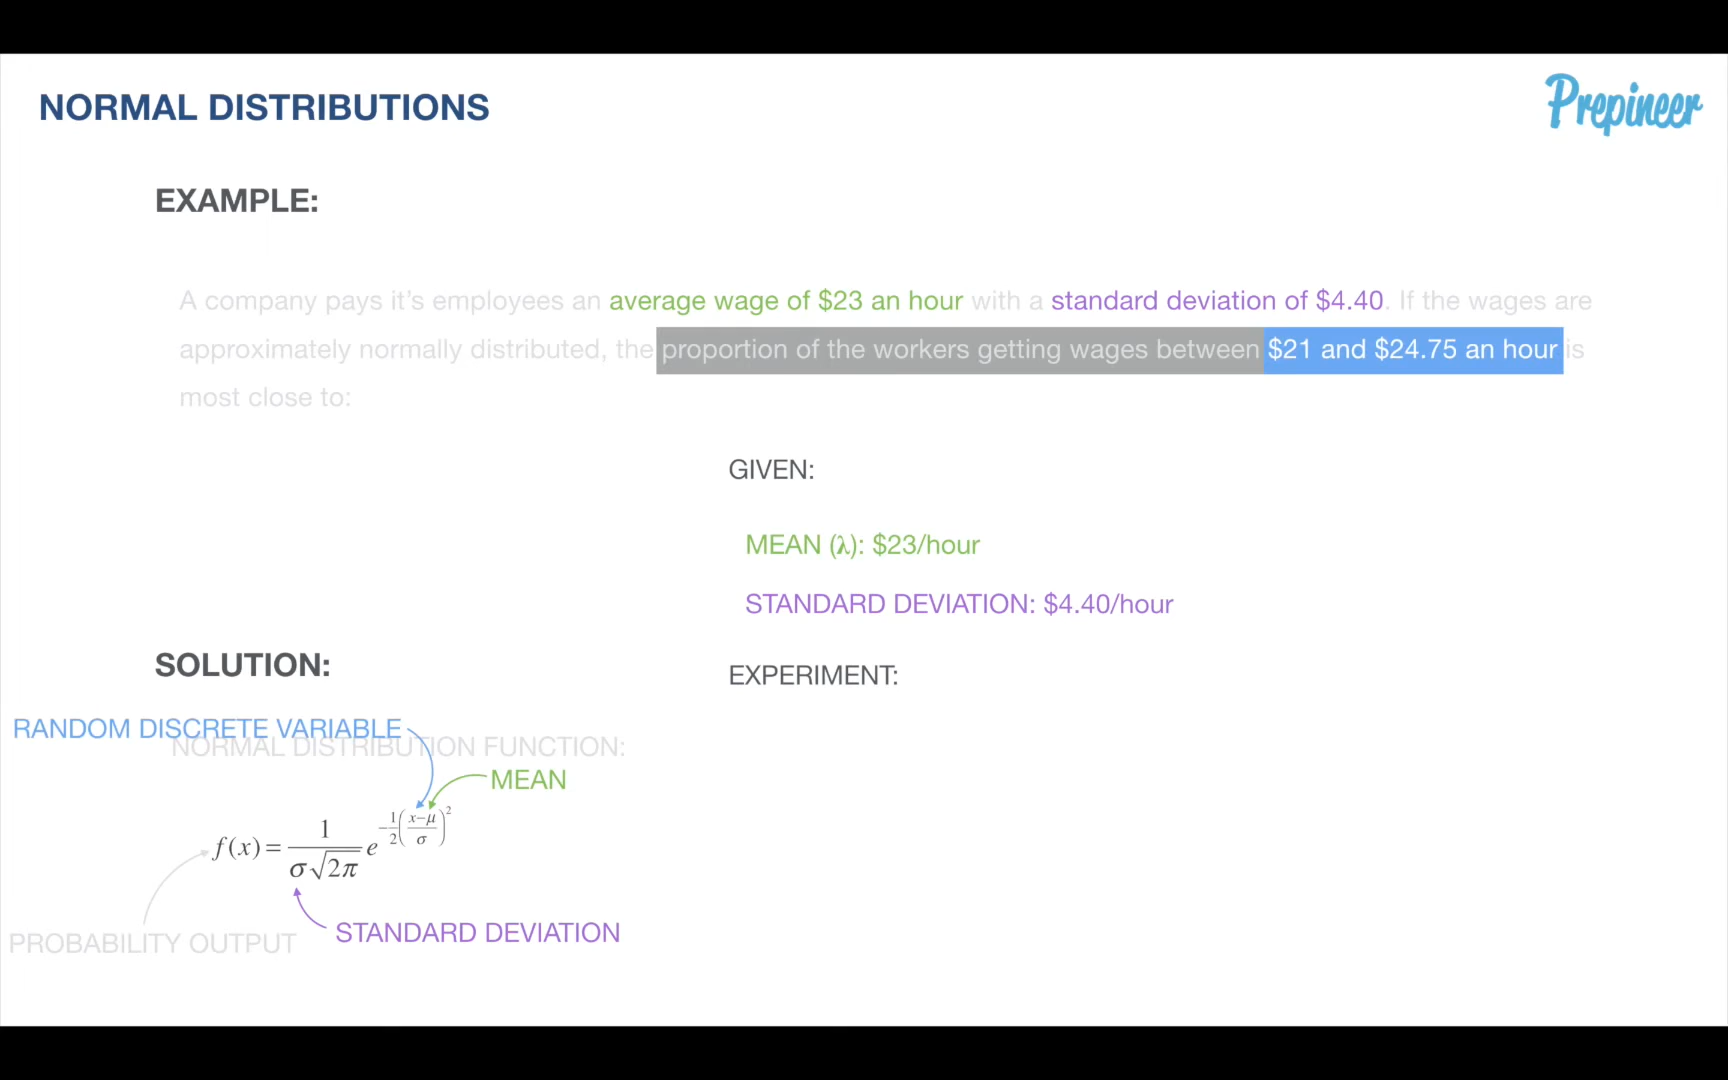 NORMAL DISTRIBUTIONS
Prepineer
EXAMPLE:
A company pays it’s employees an average wage of $23 an hour with a standard deviation of $4.40. If the wages are
approximately normally distributed, the proportion of the workers getting wages between $21 and $24.75 an hour is
most close to:
GIVEN:
MEAN (λ): $23/hour
STANDARD DEVIATION: $4.40/hour
SOLUTION:
EXPERIMENT:
RANDOM DISCRETE VARIABLE
NORMAL DISTRIBUTION FUNCTION:
MEAN
f(x) = 1/(σ√2π) e^(-1/2((x-μ)/σ)^2)
STANDARD DEVIATION
PROBABILITY OUTPUT